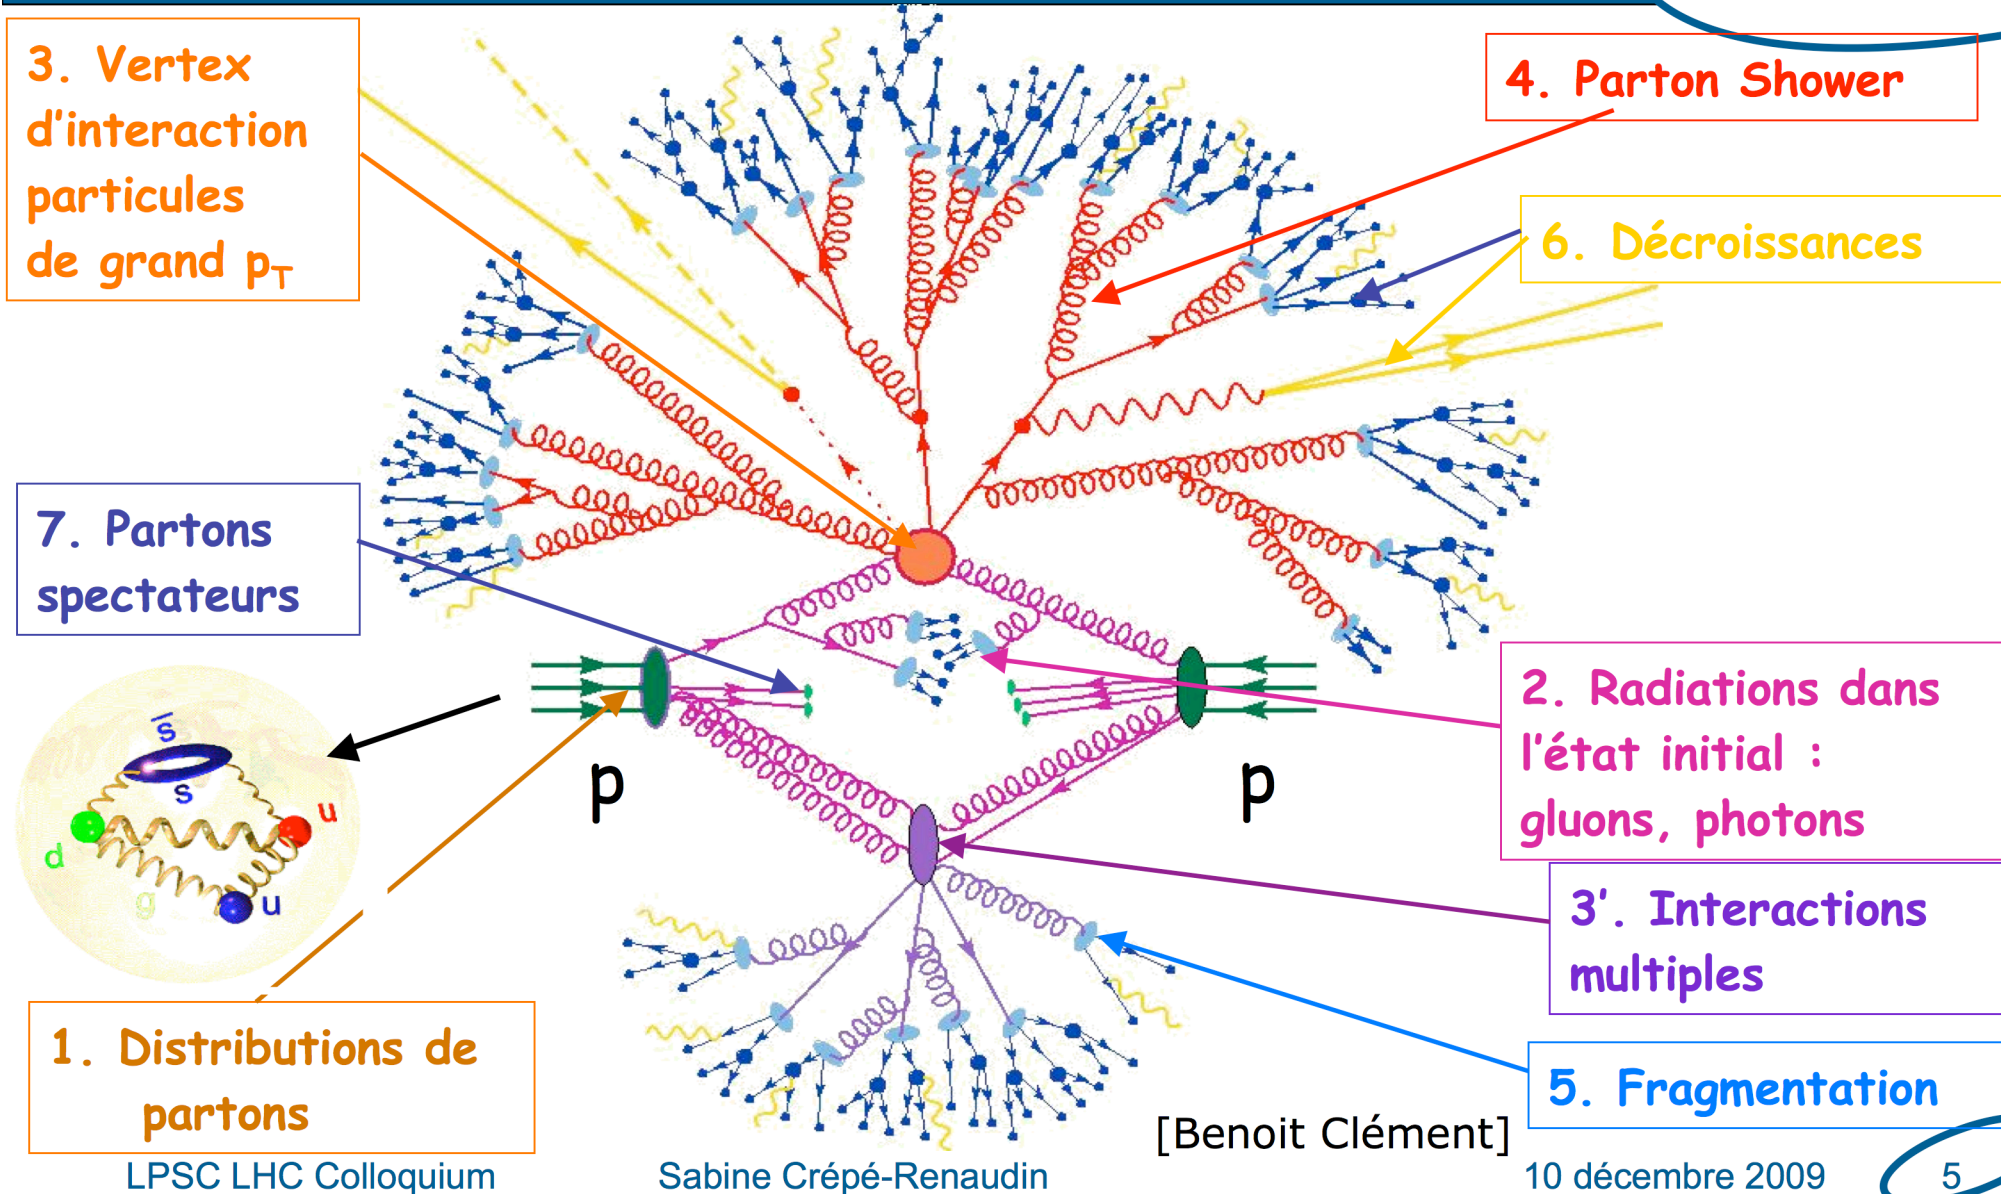 3. Vertex
d'interaction
particules
de grand pT
4. Parton Shower
6. Décroissances
7. Partons
spectateurs
2. Radiations dans
l'état initial :
gluons, photons
p
p
s̅
s
u
d
g
u
3'. Interactions
multiples
1. Distributions de
partons
5. Fragmentation
[Benoit Clément]
LPSC LHC Colloquium
Sabine Crépé-Renaudin
10 décembre 2009
5